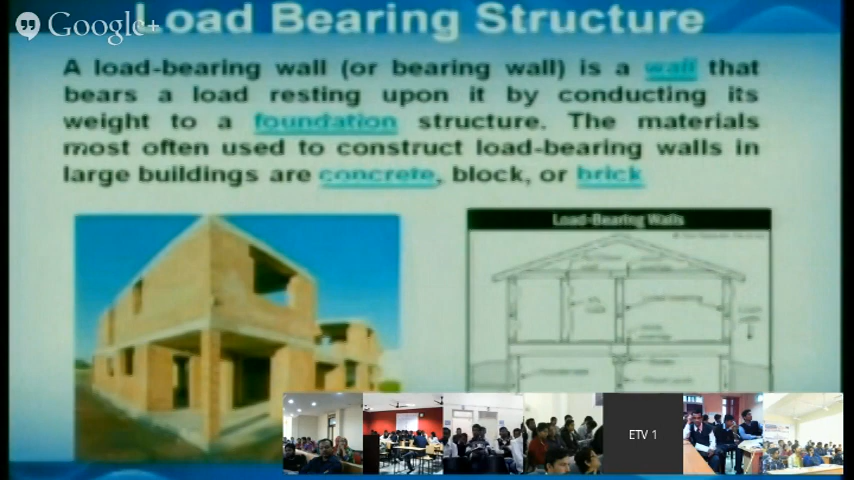 Google+
Load Bearing Structure
A load-bearing wall (or bearing wall) is a wall that
bears a load resting upon it by conducting its
weight to a foundation structure. The materials
most often used to construct load-bearing walls in
large buildings are concrete, block, or brick
Load-Bearing Walls
ETV 1